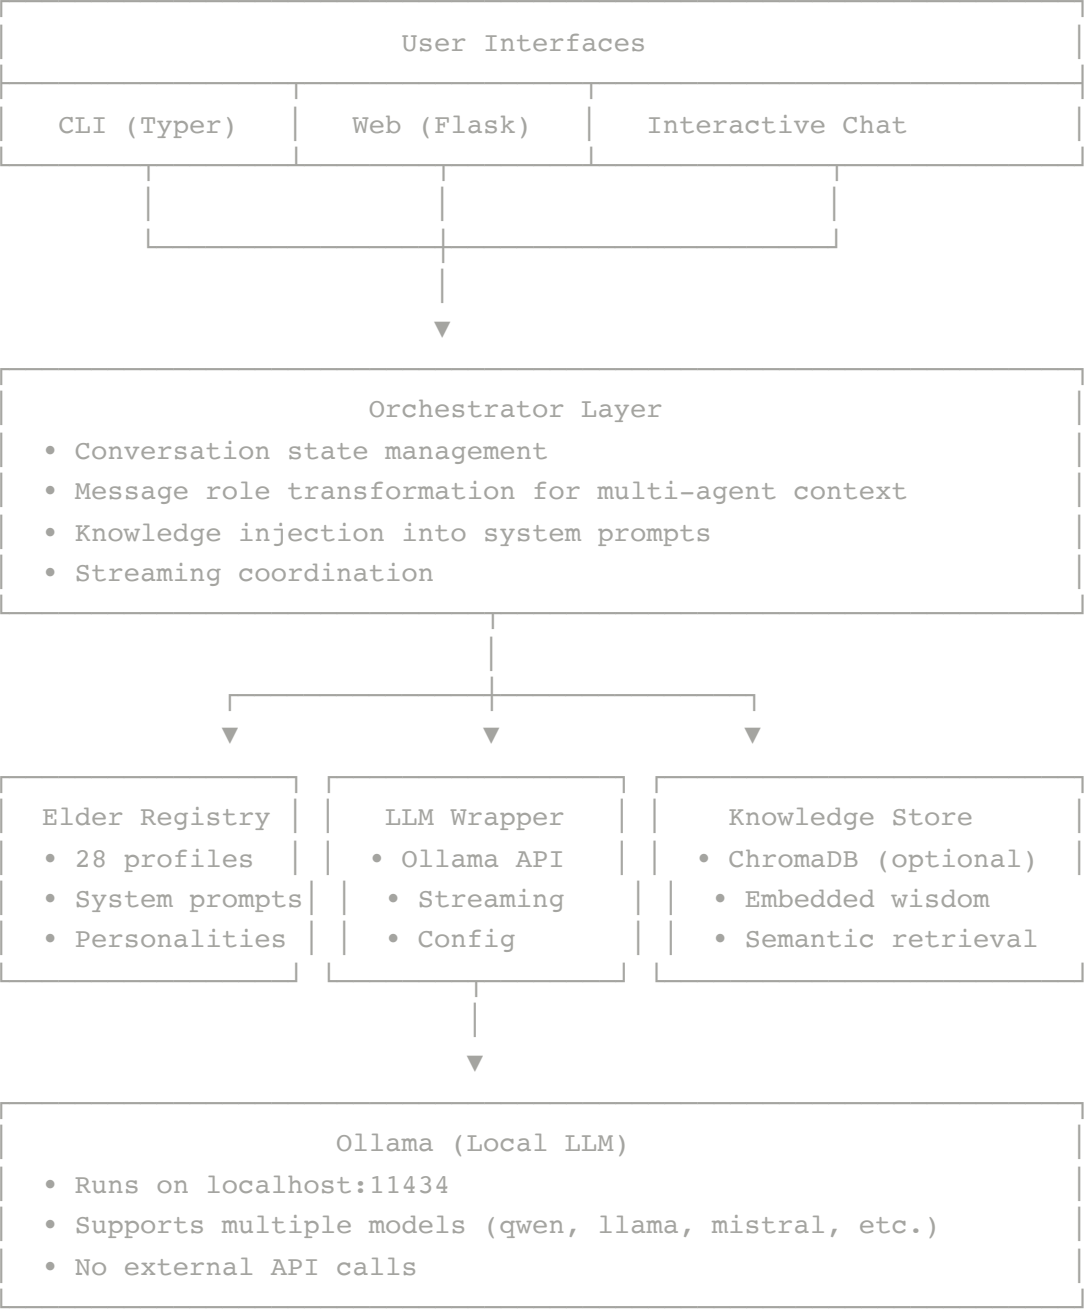 User Interfaces
CLI (Typer) Web (Flask) Interactive Chat
▼
Orchestrator Layer
• Conversation state management
• Message role transformation for multi-agent context
• Knowledge injection into system prompts
• Streaming coordination
▼ ▼ ▼
Elder Registry LLM Wrapper Knowledge Store
• 28 profiles • Ollama API • ChromaDB (optional)
• System prompts • Streaming • Embedded wisdom
• Personalities • Config • Semantic retrieval
▼
Ollama (Local LLM)
• Runs on localhost:11434
• Supports multiple models (qwen, llama, mistral, etc.)
• No external API calls